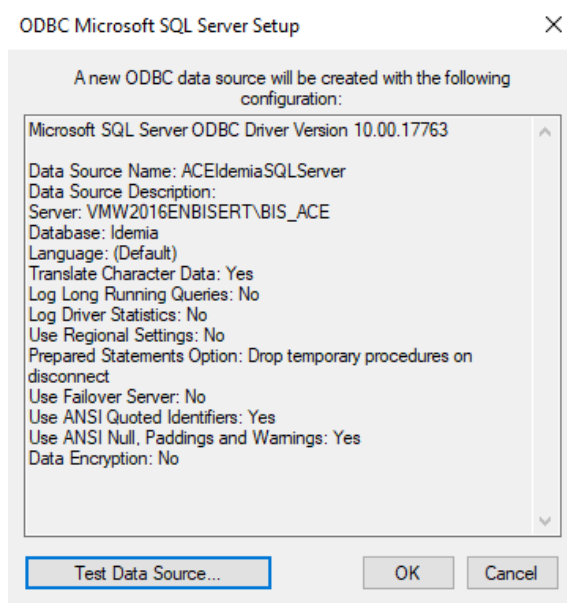 ODBC Microsoft SQL Server Setup
A new ODBC data source will be created with the following
configuration:
Microsoft SQL Server ODBC Driver Version 10.00.17763
Data Source Name: ACEIdemiaSQLServer
Data Source Description:
Server: VMW2016ENBISERT\BIS_ACE
Database: Idemia
Language: (Default)
Translate Character Data: Yes
Log Long Running Queries: No
Log Driver Statistics: No
Use Regional Settings: No
Prepared Statements Option: Drop temporary procedures on
disconnect
Use Failover Server: No
Use ANSI Quoted Identifiers: Yes
Use ANSI Null, Paddings and Warnings: Yes
Data Encryption: No
Test Data Source... OK Cancel